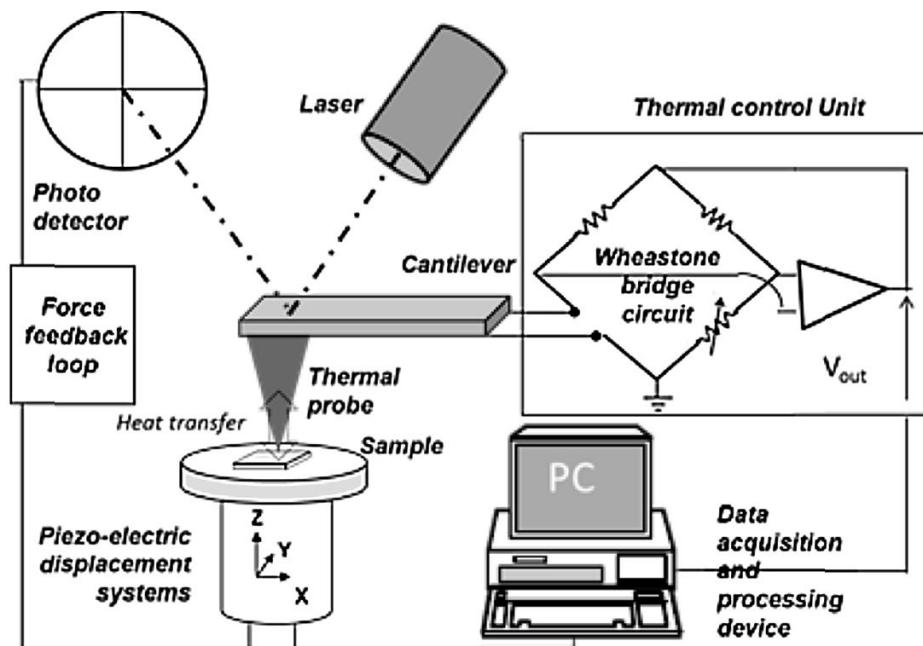 Laser
Thermal control Unit
Photo
detector
Cantilever
Wheastone
bridge
circuit
Force
feedback
loop
V_out
Thermal
probe
Heat transfer
Sample
PC
Piezo-electric
displacement
systems
Z
Y
X
Data
acquisition
and
processing
device